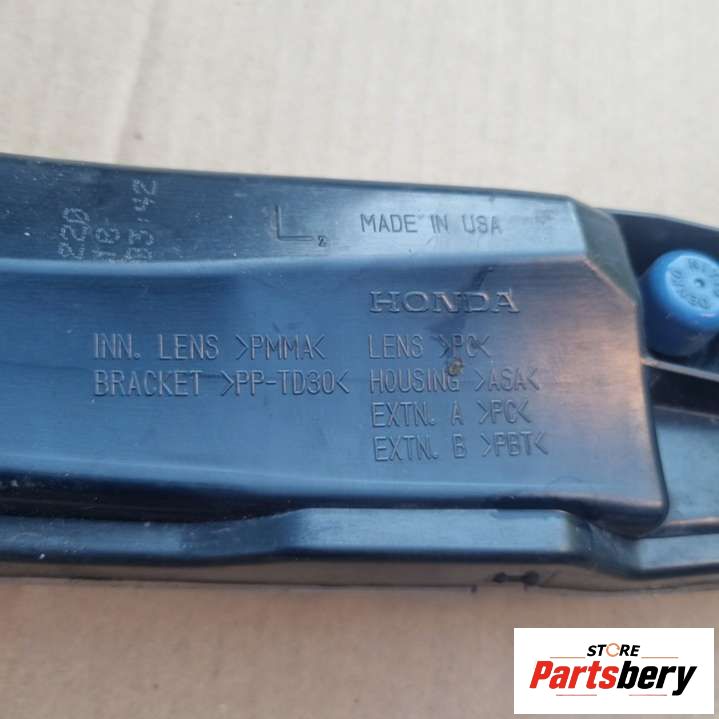 L2
MADE IN USA
HONDA
INN. LENS >PMMA<
BRACKET >PP-TD30<
LENS >PC<
HOUSING >ASA<
EXTN. A >PC<
EXTN. B >PBT<
STORE
Partsbery